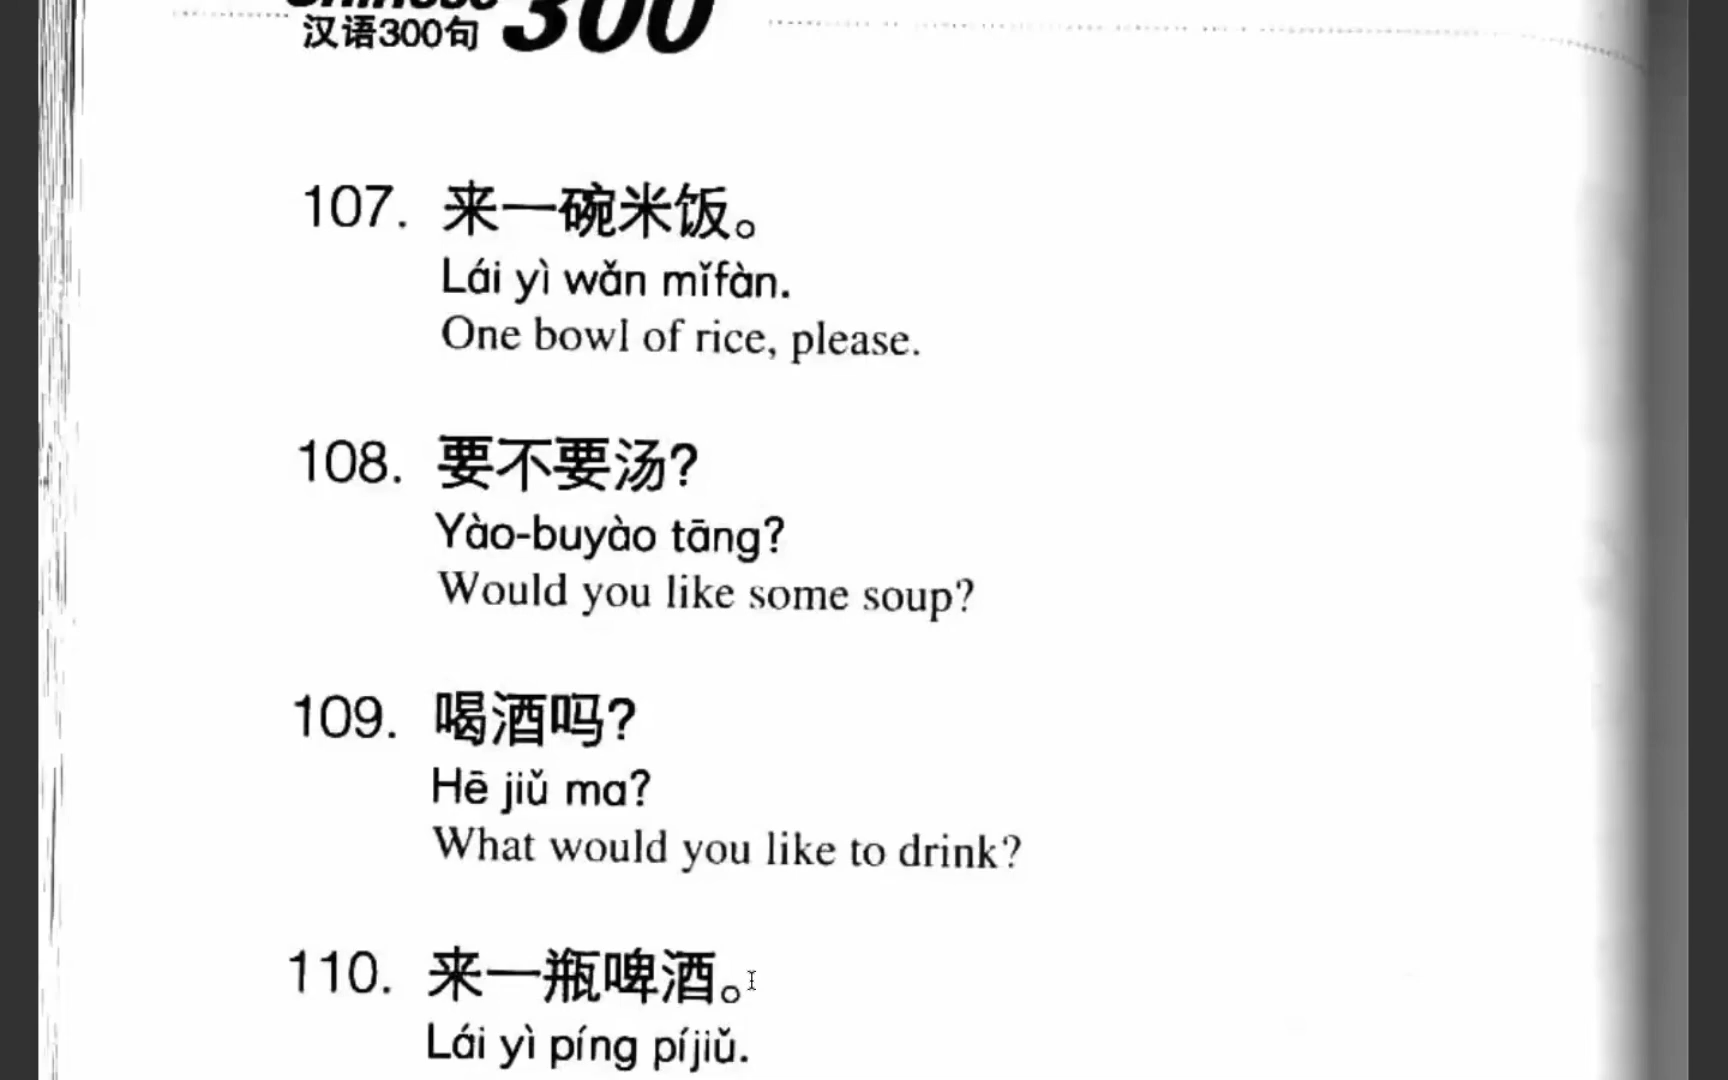 Chinese
汉语300句 300
107. 来一碗米饭。
Lái yì wǎn mǐfàn.
One bowl of rice, please.
108. 要不要汤?
Yào-buyào tāng?
Would you like some soup?
109. 喝酒吗?
Hē jiǔ ma?
What would you like to drink?
110. 来一瓶啤酒。
Lái yì píng píjiǔ.